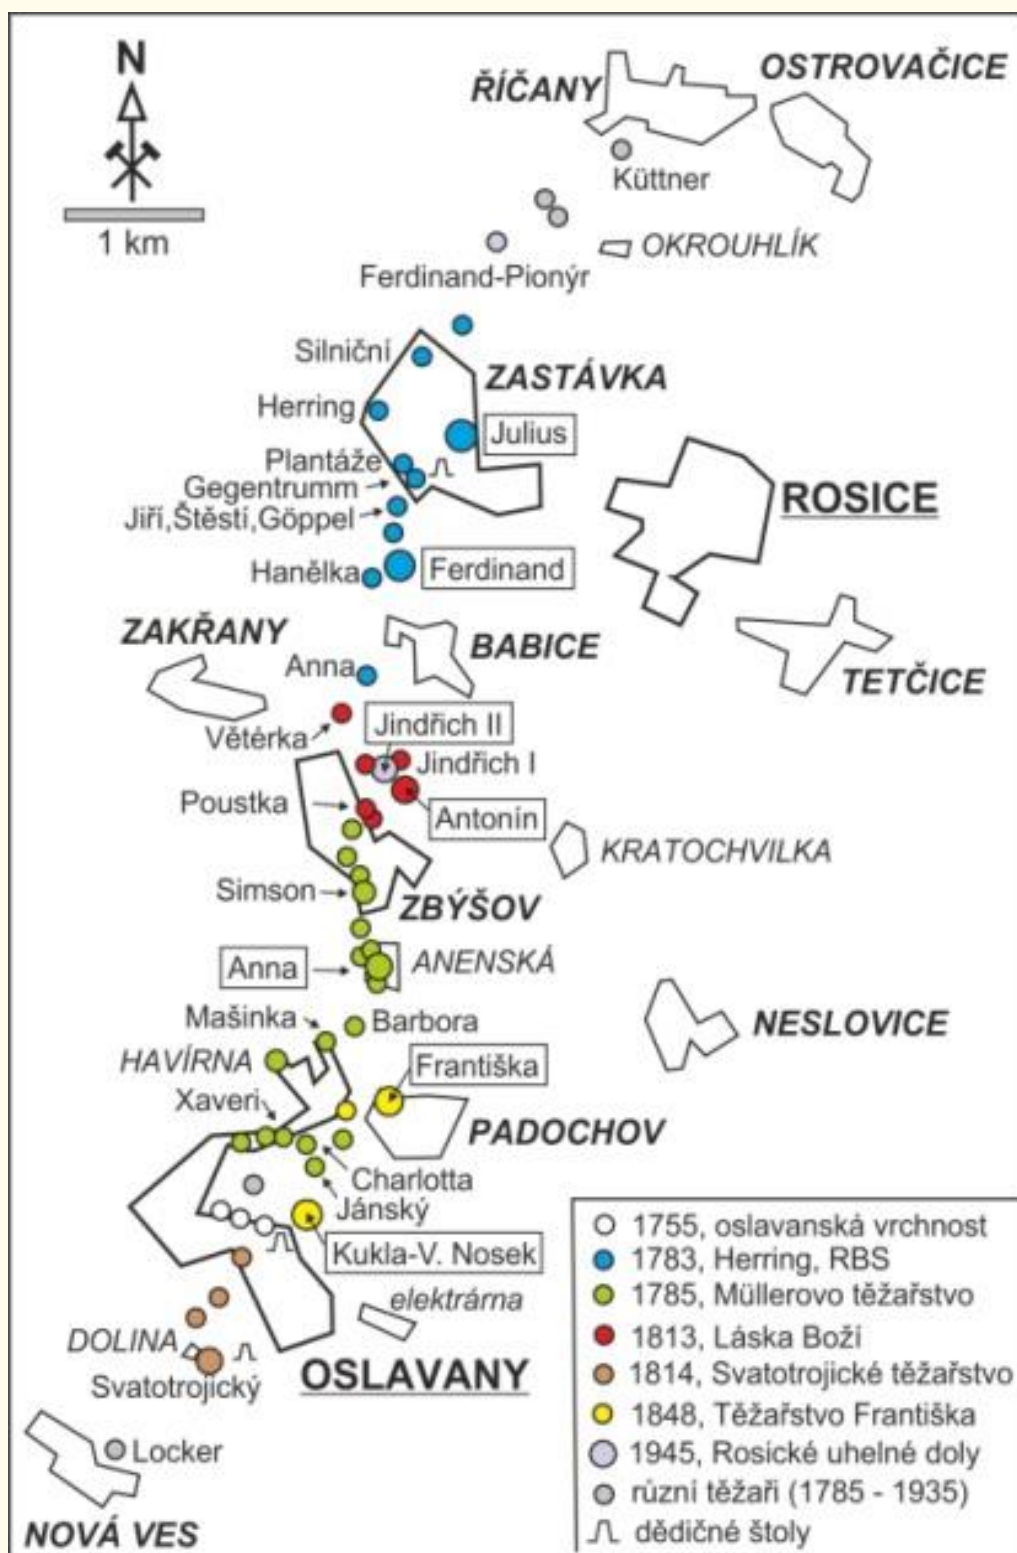 N
1 km
ŘÍČANY
OSTROVAČICE
Küttner
OKROUHLÍK
Ferdinand-Pionýr
Silniční
ZASTÁVKA
Herring
Julius
Plantáže
Gegentrumm
Jiří,Štěstí,Göppel
ROSICE
Hanělka
Ferdinand
ZAKŘANY
BABICE
TETČICE
Anna
Větérka
Jindřich II
Jindřich I
Poustka
Antonín
KRATOCHVILKA
Simson
ZBÝŠOV
Anna
ANENSKÁ
Mašinka
Barbora
NESLOVICE
HAVÍRNA
Františka
Xaveri
PADOCHOV
Charlotta
Jánský
Kukla-V. Nosek
elektrárna
DOLINA
Svatotrojický
OSLAVANY
Locker
NOVÁ VES
1755, oslavanská vrchnost
1783, Herring, RBS
1785, Müllerovo těžařstvo
1813, Láska Boží
1814, Svatotrojické těžařstvo
1848, Těžařstvo Františka
1945, Rosické uhelné doly
různí těžaři (1785 - 1935)
dědičné štoly